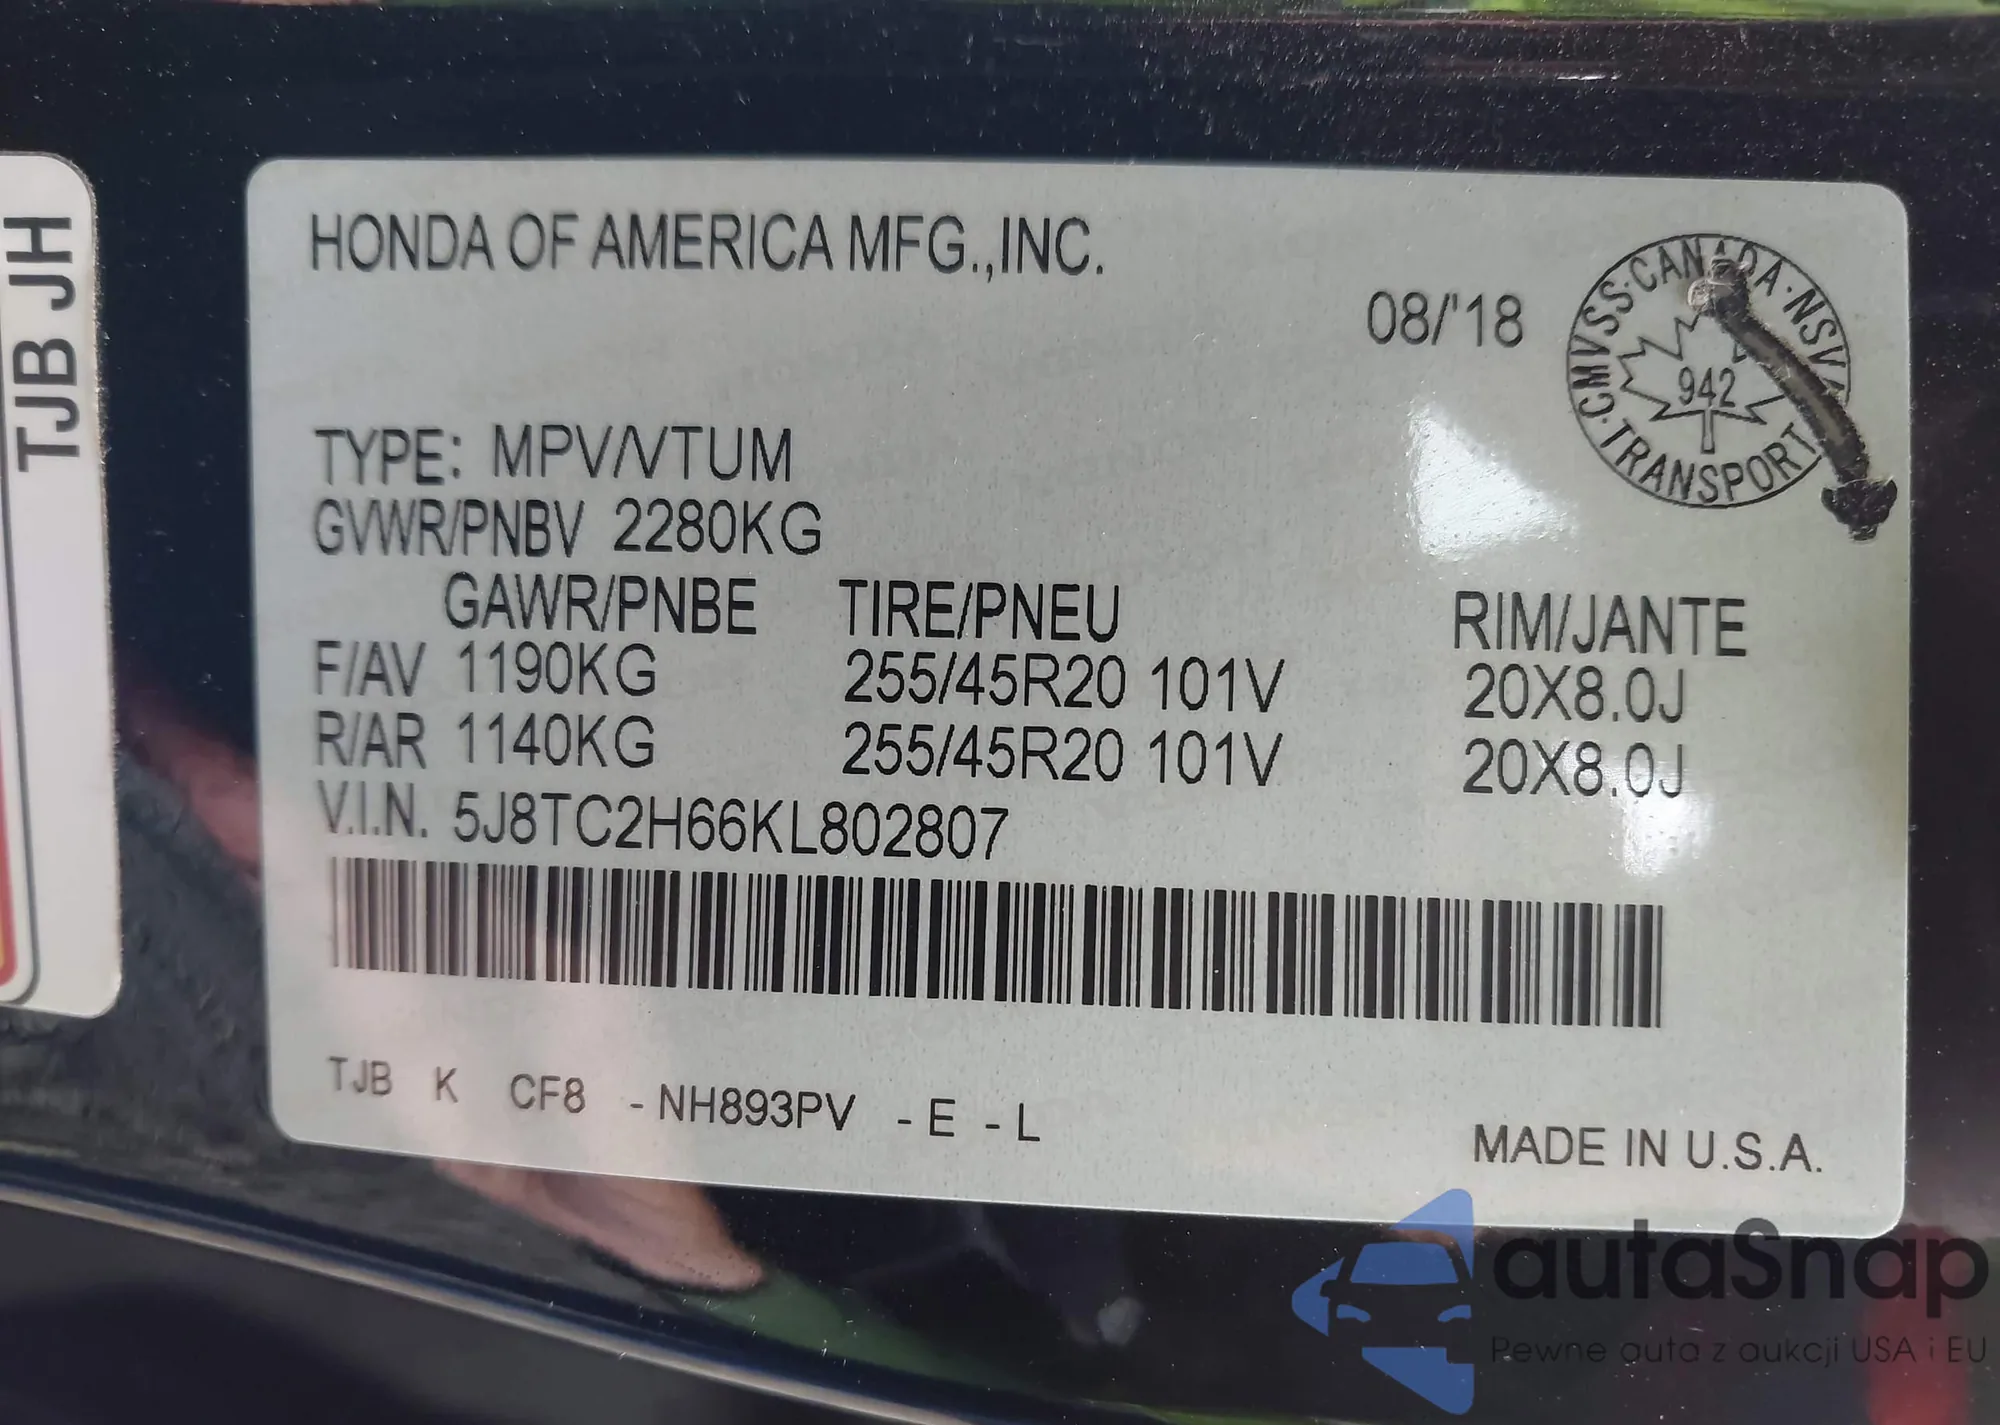 TJB JH
HONDA OF AMERICA MFG.,INC.
08/'18
CMVSS·CANADA·NSVAC·TRANSPORT·
942
TYPE: MPV/VTUM
GVWR/PNBV 2280KG
GAWR/PNBE TIRE/PNEU RIM/JANTE
F/AV 1190KG 255/45R20 101V 20X8.0J
R/AR 1140KG 255/45R20 101V 20X8.0J
V.I.N. 5J8TC2H66KL802807
TJB K CF8 -NH893PV -E -L
MADE IN U.S.A.
autaSnap
Pewne auta z aukcji USA i EU